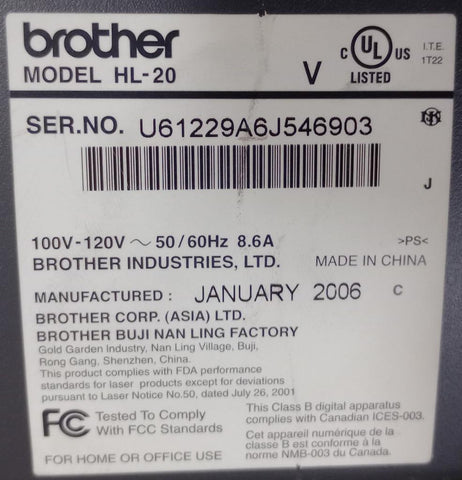 brother
MODEL HL-20
V
C UL US LISTED
I.T.E.
1T22
SER.NO. U61229A6J546903
J
100V-120V ～ 50/60Hz 8.6A >PS<
BROTHER INDUSTRIES, LTD. MADE IN CHINA
MANUFACTURED : JANUARY 2006 C
BROTHER CORP. (ASIA) LTD.
BROTHER BUJI NAN LING FACTORY
Gold Garden Industry, Nan Ling Village, Buji,
Rong Gang, Shenzhen, China.
This product complies with FDA performance
standards for laser products except for deviations
pursuant to Laser Notice No.50, dated July 26, 2001
FC Tested To Comply
With FCC Standards
FOR HOME OR OFFICE USE
This Class B digital apparatus
complies with Canadian ICES-003.
Cet appareil numérique de la
classe B est conforme à la
norme NMB-003 du Canada.